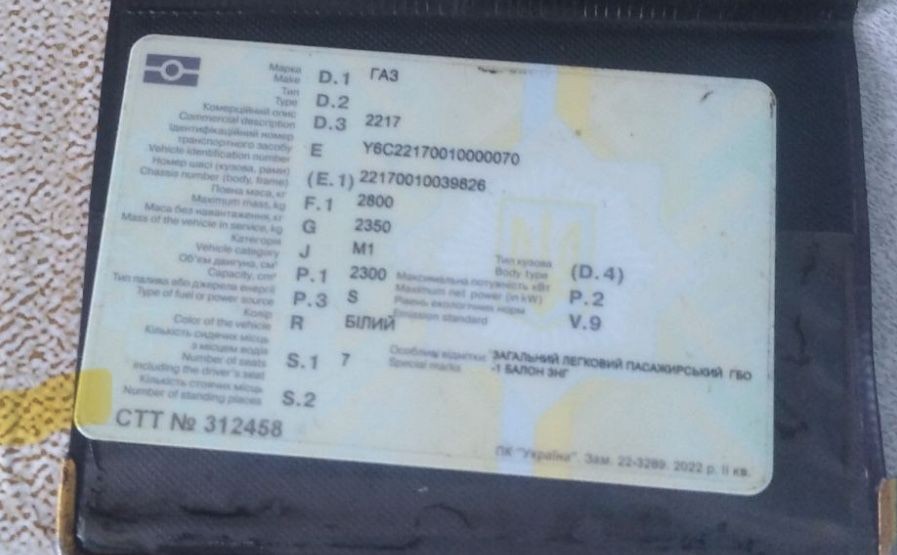 Марка
Make D.1 ГАЗ
Тип
Type D.2
Комерційний опис
Commercial description D.3 2217
Ідентифікаційний номер
транспортного засобу
Vehicle identification number E Y6C22170010000070
Номер шасі (кузова, рами)
Chassis number (body, frame) (E.1) 22170010039826
Повна маса, кг
Maximum mass, kg F.1 2800
Маса без навантаження, кг
Mass of the vehicle in service, kg G 2350
Категорія
Vehicle category J M1
Об'єм двигуна, см³
Capacity, cm³ P.1 2300
Тип палива або джерела енергії
Type of fuel or power source P.3 S
Колір
Color of the vehicle R БІЛИЙ
Кількість сидячих місць
з місцем водія
Number of seats
including the driver's seat S.1 7
Кількість стоячих місць
Number of standing places S.2
Тип кузова
Body type (D.4)
Максимальна потужність кВт
Maximum net power (in kW) P.2
Рівень екологічних норм
Emission standard V.9
Особливі відмітки ЗАГАЛЬНИЙ ЛЕГКОВИЙ ПАСАЖИРСЬКИЙ ГБО
Special marks -1 БАЛОН ЗНГ
СТТ № 312458
ПК "Україна". Зам. 22-3289. 2022 р. II кв.